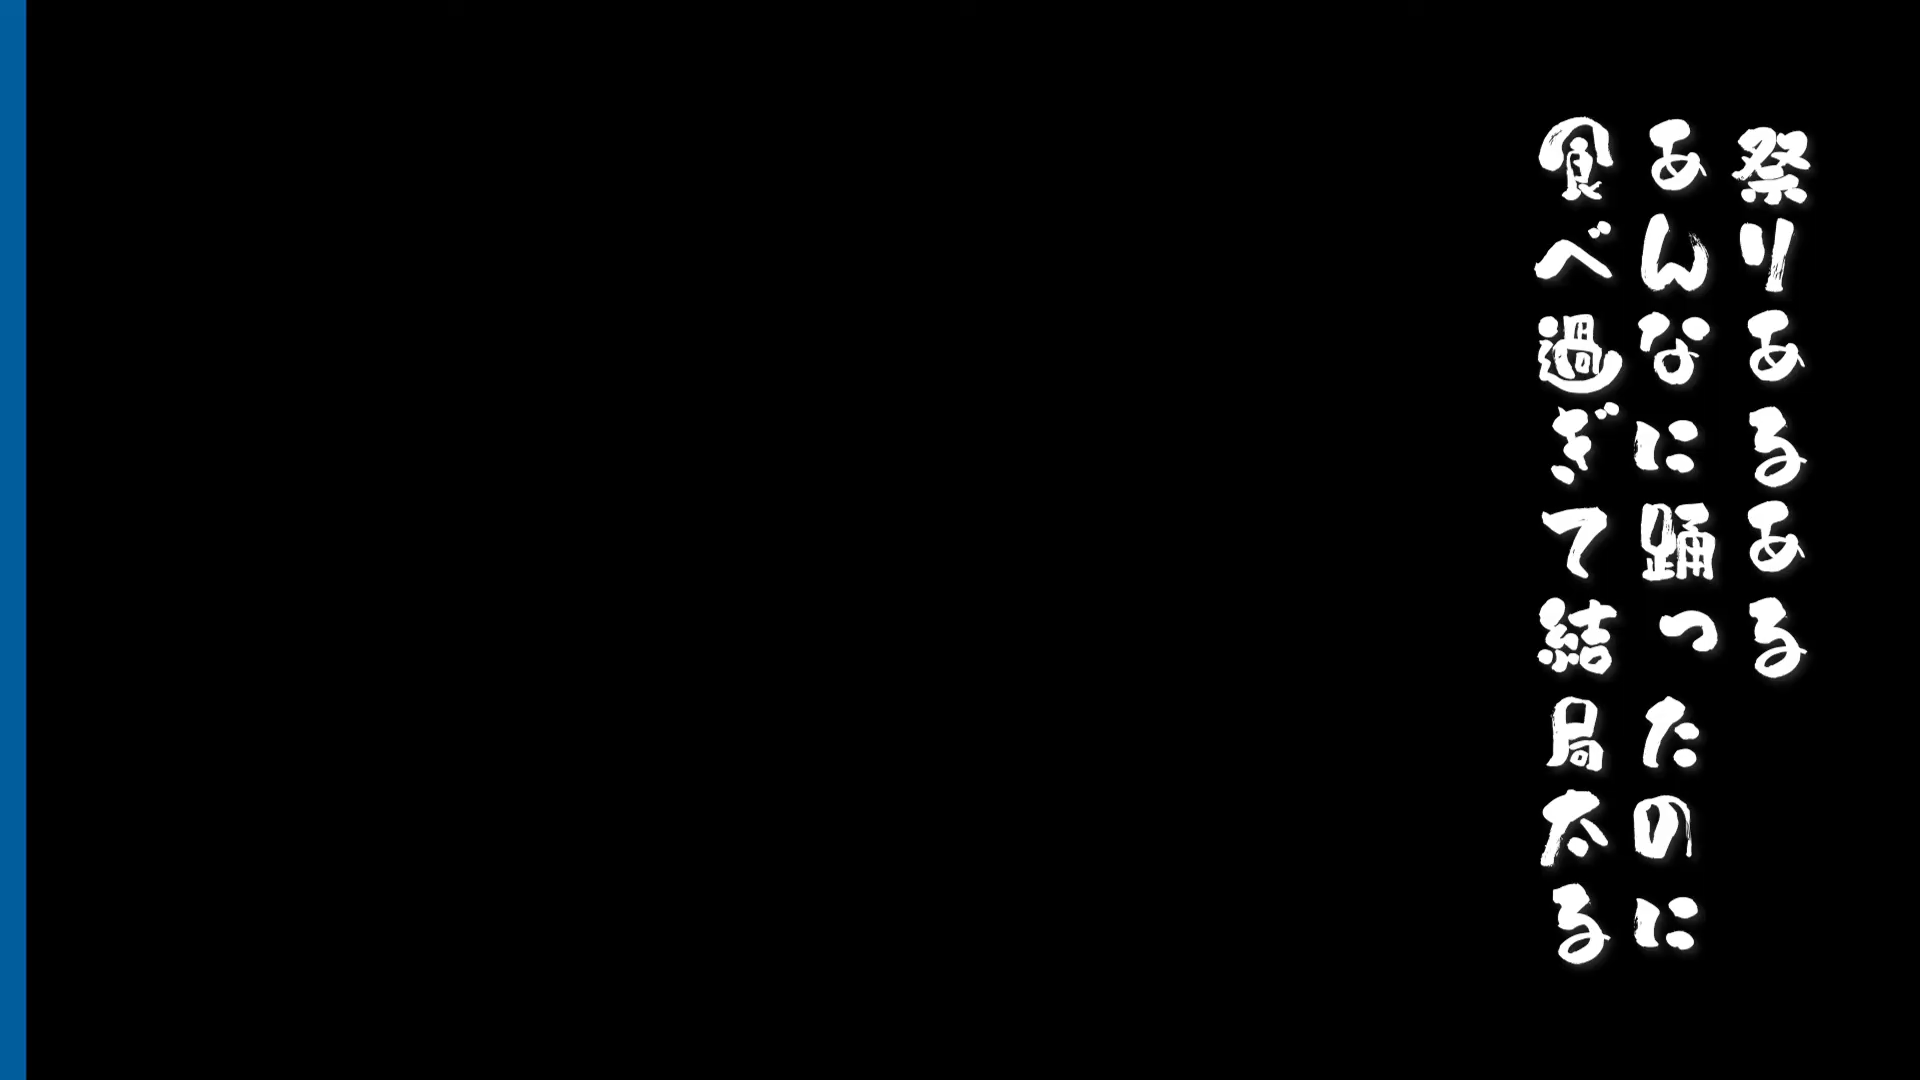 祭りあるある
あんなに踊ったのに
食べ過ぎて結局太る